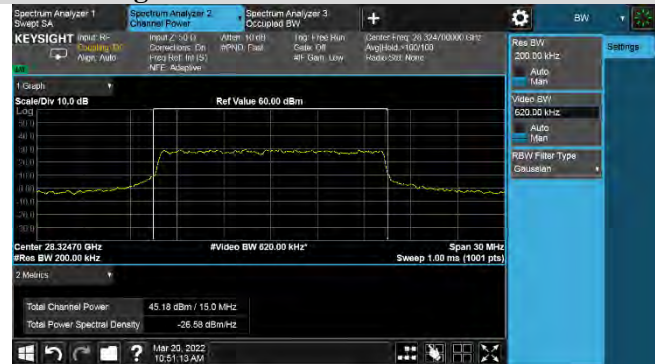 Spectrum Analyzer 1
Swept SA
Spectrum Analyzer 2
Channel Power
Spectrum Analyzer 3
Occupied BW
+
BW
KEYSIGHT Input: RF
Coupling: DC
Align: Auto
Input Z: 50 Ω
Corrections: On
Freq Ref: Int (S)
NFE: Adaptive
#PNO: Fast
Trig: Free Run
Gate: Off
#IF Gain: Low
Center Freq: 28.324700000 GHz
Avg|Hold:>100/100
Radio Std: None
Res BW
200.00 kHz
Auto
Man
Settings
Video BW
620.00 kHz
Auto
Man
RBW Filter Type
Gaussian
1 Graph
Scale/Div 10.0 dB
Ref Value 60.00 dBm
Log
Center 28.32470 GHz
#Res BW 200.00 kHz
#Video BW 620.00 kHz*
Span 30 MHz
Sweep 1.00 ms (1001 pts)
2 Metrics
Total Channel Power 45.18 dBm / 15.0 MHz
Total Power Spectral Density -26.58 dBm/Hz
?
Mar 20, 2022
10:51:13 AM